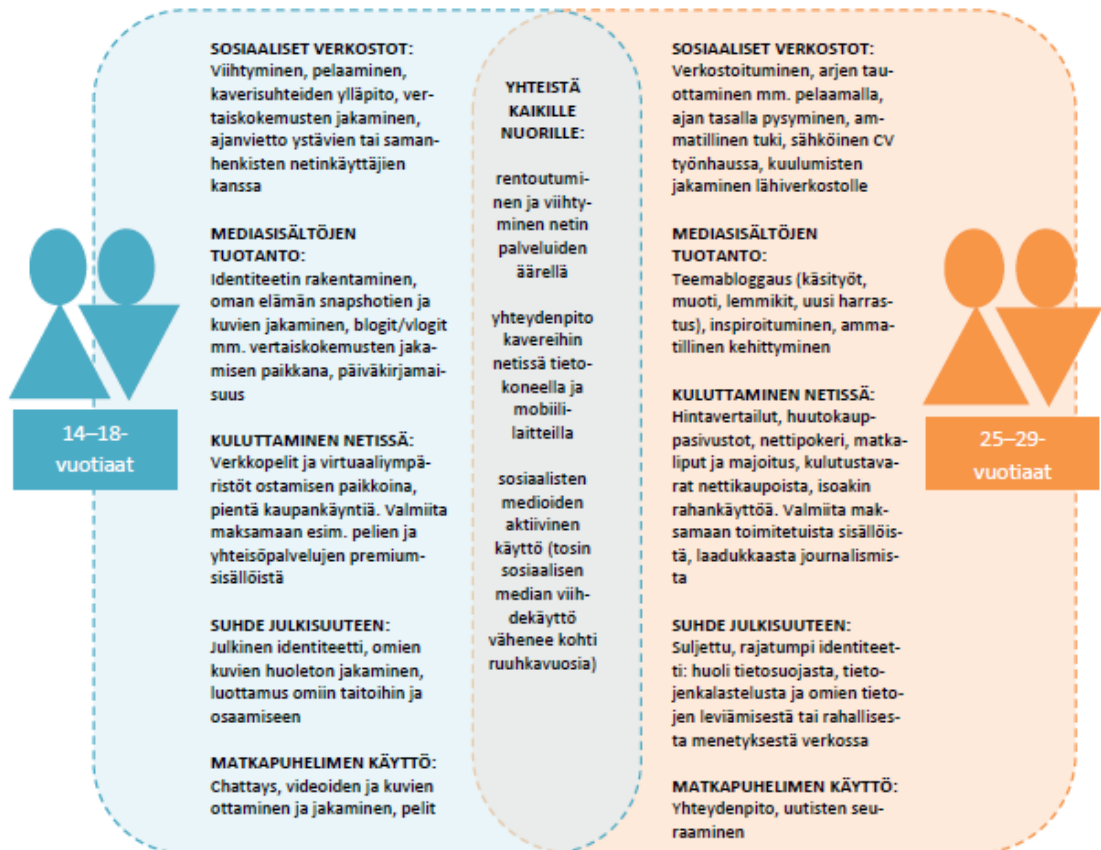 SOSIAALISET VERKOSTOT:
Viihtyminen, pelaaminen,
kaverisuhteiden ylläpito, ver-
taiskokemusten jakaminen,
ajanvietto ystävien tai saman-
henkisten netinkäyttäjien
kanssa
MEDIASISÄLTÖJEN
TUOTANTO:
Identiteetin rakentaminen,
oman elämän snapshotien ja
kuvien jakaminen, blogit/vlogit
mm. vertaiskokemusten jaka-
misen paikkana, päiväkirjamai-
suus
14–18-
vuotiaat
KULUTTAMINEN NETISSÄ:
Verkkopelit ja virtuaaliympä-
ristöt ostamisen paikkoina,
pientä kaupankäyntiä. Valmiita
maksamaan esim. pelien ja
yhteisöpalvelujen premium-
sisällöistä
SUHDE JULKISUUTEEN:
Julkinen identiteetti, omien
kuvien huoleton jakaminen,
luottamus omiin taitoihin ja
osaamiseen
MATKAPUHELIMEN KÄYTTÖ:
Chattays, videoiden ja kuvien
ottaminen ja jakaminen, pelit
YHTEISTÄ
KAIKILLE
NUORILLE:
rentoutumi-
nen ja viihty-
minen netin
palveluiden
äärellä
yhteydenpito
kavereihin
netissä tieto-
koneella ja
mobiili-
laitteilla
sosiaalisten
medioiden
aktiivinen
käyttö (tosin
sosiaalisen
median viih-
dekäyttö
vähenee kohti
ruuhkavuosia)
SOSIAALISET VERKOSTOT:
Verkostoituminen, arjen tau-
ottaminen mm. pelaamalla,
ajan tasalla pysyminen, am-
matillinen tuki, sähköinen CV
työnhaussa, kuulumisten
jakaminen lähiverkostolle
MEDIASISÄLTÖJEN
TUOTANTO:
Teemabloggaus (käsityöt,
muoti, lemmikit, uusi harras-
tus), inspiroituminen, amma-
tillinen kehittyminen
KULUTTAMINEN NETISSÄ:
Hintavertailut, huutokaup-
pasivustot, nettipokeri, matka-
liput ja majoitus, kulutustava-
rat nettikaupoista, isoakin
rahankäyttöä. Valmiita mak-
samaan toimitetuista sisällöis-
tä, laadukkaasta journalismis-
ta
25–29-
vuotiaat
SUHDE JULKISUUTEEN:
Suljettu, rajatumpi identiteet-
ti: huoli tietosuojasta, tieto-
jenkalastelusta ja omien tieto-
jen leviämisestä tai rahallises-
ta menetyksestä verkossa
MATKAPUHELIMEN KÄYTTÖ:
Yhteydenpito, uutisten seu-
raaminen